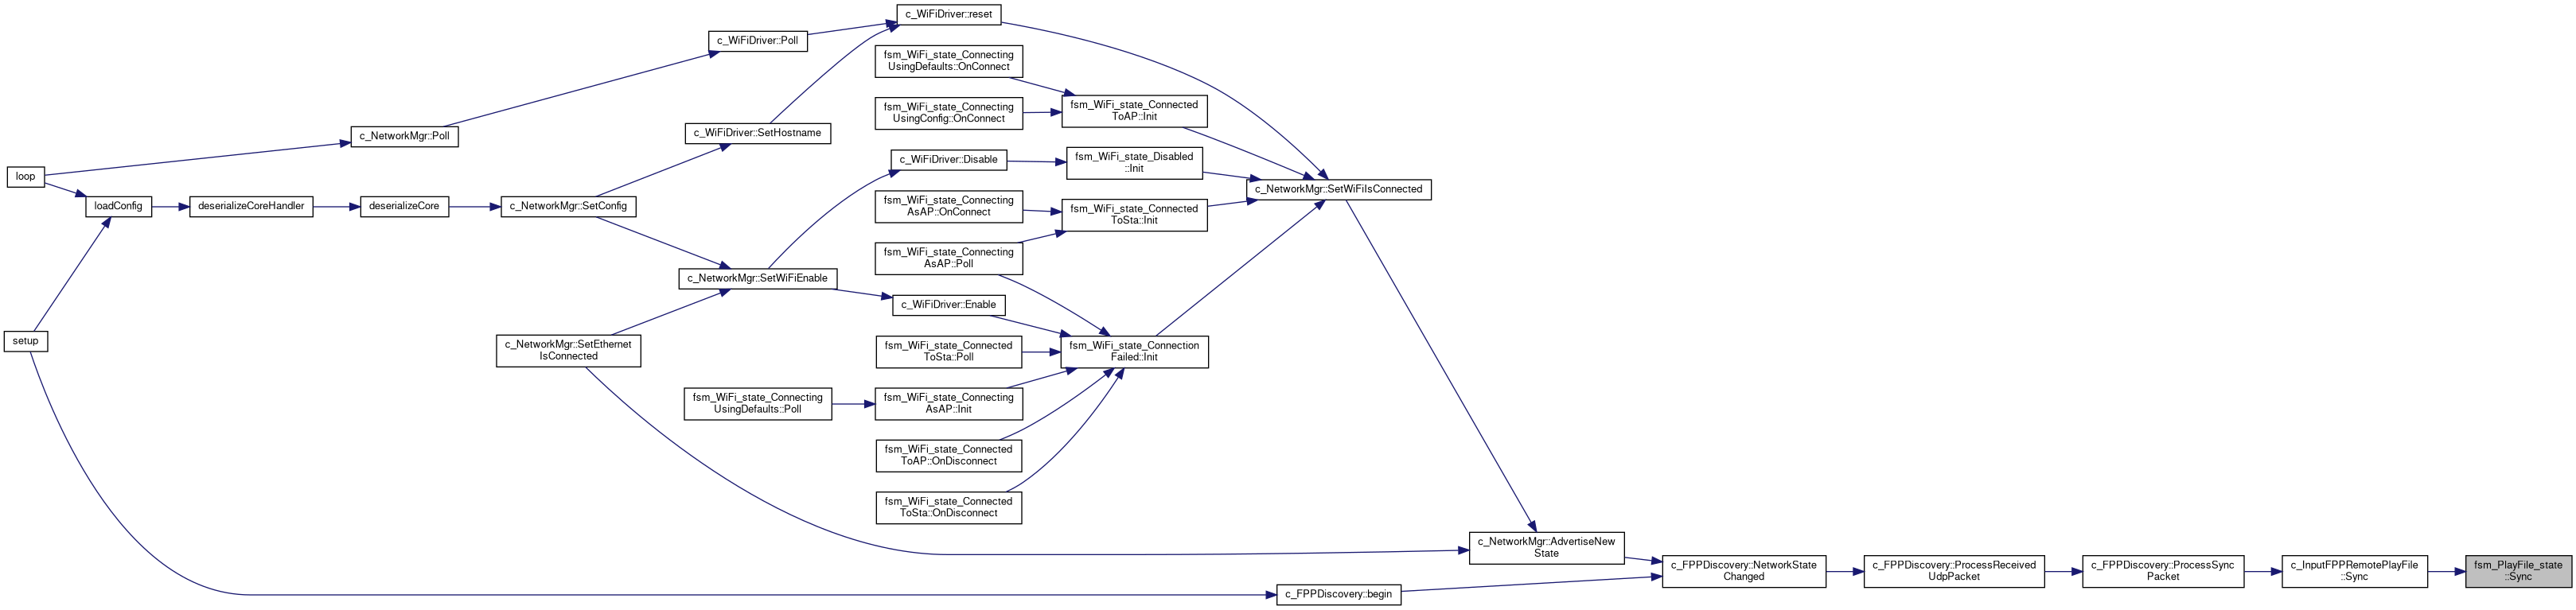 c_WiFiDriver::reset
c_WiFiDriver::Poll
fsm_WiFi_state_Connecting
UsingDefaults::OnConnect
fsm_WiFi_state_Connecting
UsingConfig::OnConnect
fsm_WiFi_state_Connected
ToAP::Init
c_NetworkMgr::Poll
c_WiFiDriver::SetHostname
c_WiFiDriver::Disable
fsm_WiFi_state_Disabled
::Init
loop
c_NetworkMgr::SetWiFiIsConnected
loadConfig
deserializeCoreHandler
deserializeCore
c_NetworkMgr::SetConfig
fsm_WiFi_state_Connecting
AsAP::OnConnect
fsm_WiFi_state_Connected
ToSta::Init
fsm_WiFi_state_Connecting
AsAP::Poll
c_NetworkMgr::SetWiFiEnable
c_WiFiDriver::Enable
setup
c_NetworkMgr::SetEthernet
IsConnected
fsm_WiFi_state_Connected
ToSta::Poll
fsm_WiFi_state_Connection
Failed::Init
fsm_WiFi_state_Connecting
UsingDefaults::Poll
fsm_WiFi_state_Connecting
AsAP::Init
fsm_WiFi_state_Connected
ToAP::OnDisconnect
fsm_WiFi_state_Connected
ToSta::OnDisconnect
c_NetworkMgr::AdvertiseNew
State
c_FPPDiscovery::begin
c_FPPDiscovery::NetworkState
Changed
c_FPPDiscovery::ProcessReceived
UdpPacket
c_FPPDiscovery::ProcessSync
Packet
c_InputFPPRemotePlayFile
::Sync
fsm_PlayFile_state
::Sync